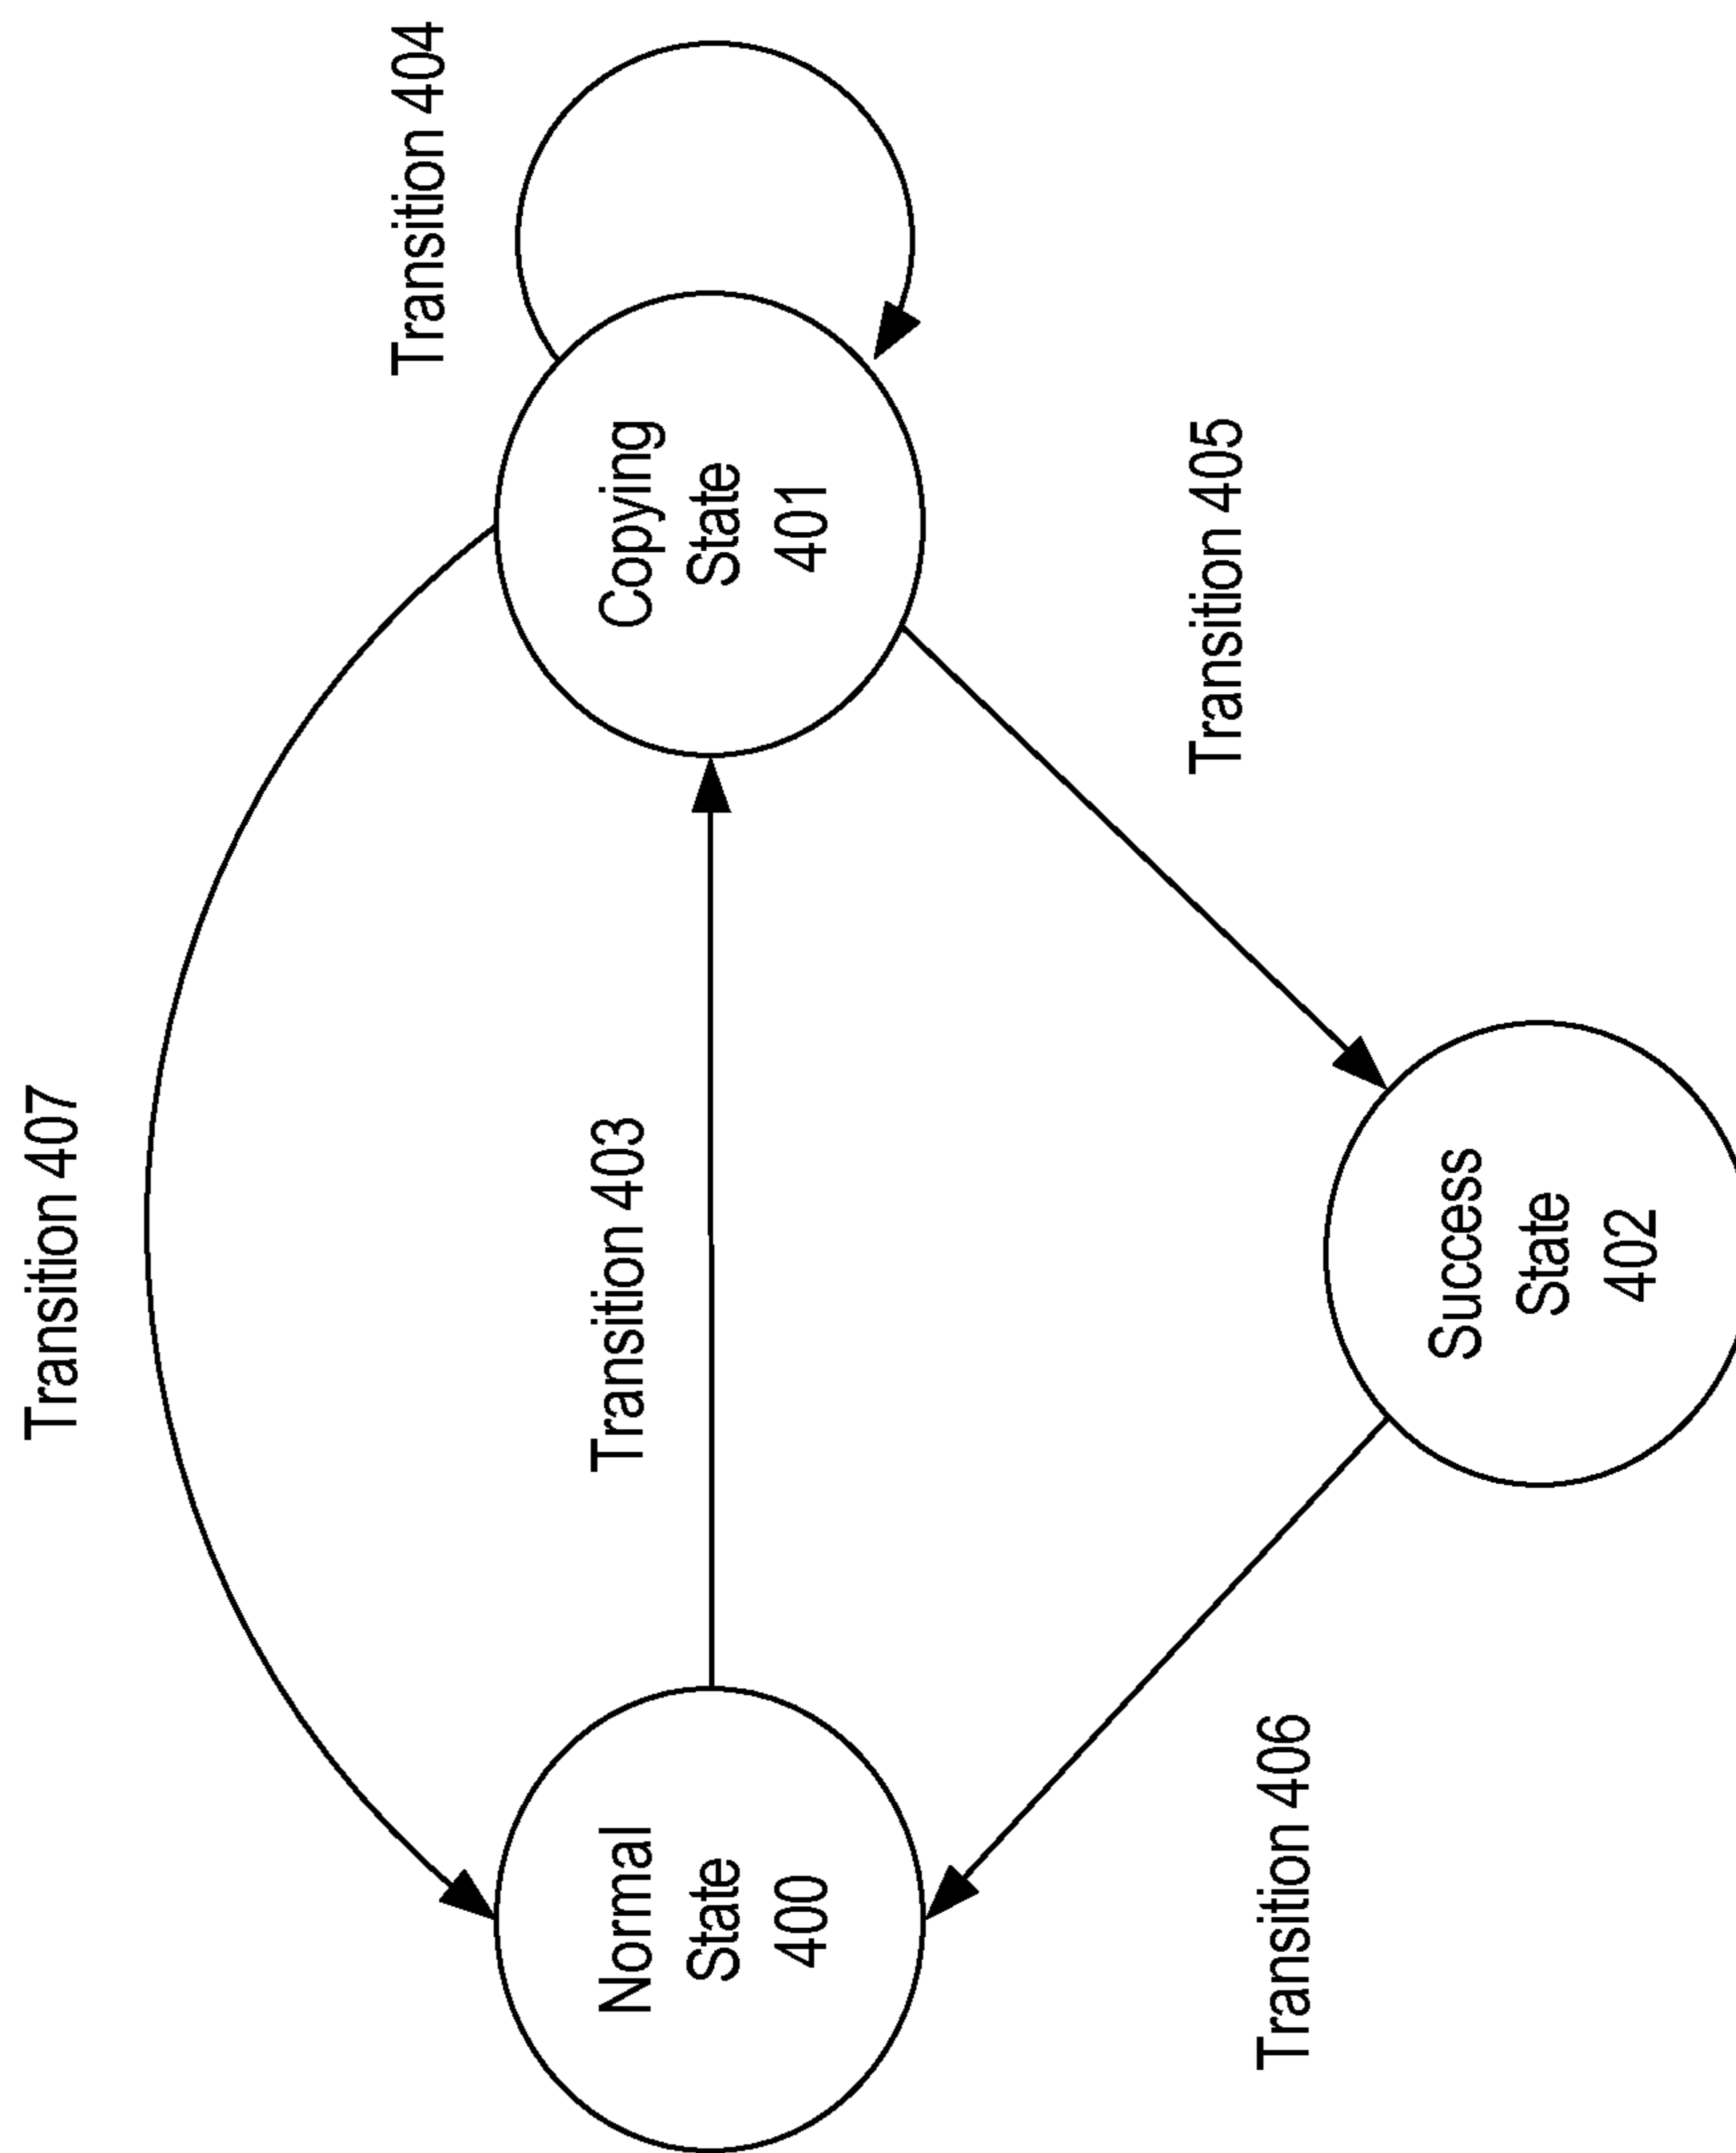 Transition 407
Transition 404
Transition 403
Normal
State
400
Copying
State
401
Transition 406
Transition 405
Success
State
402